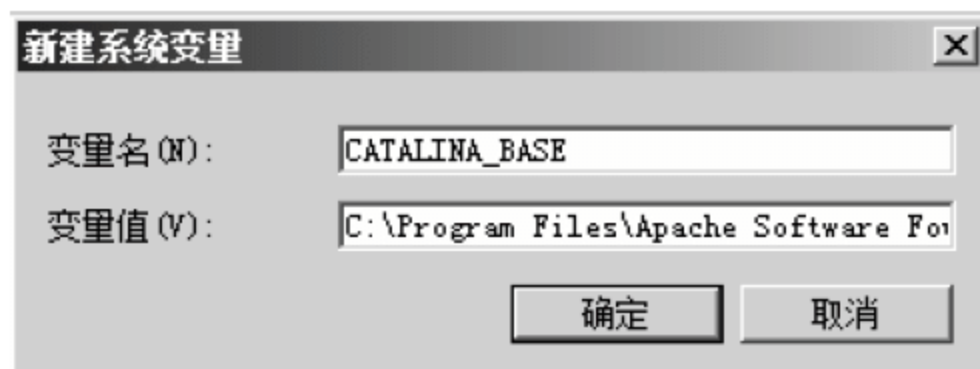 新建系统变量
变量名(N): CATALINA_BASE
变量值(V): C:\Program Files\Apache Software
确定 取消